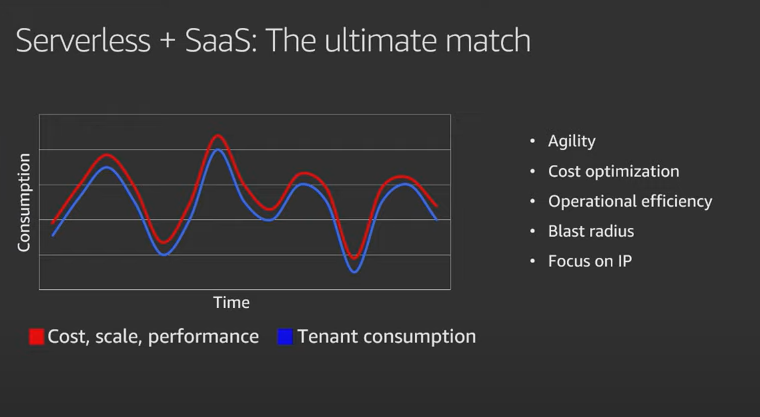 Serverless + SaaS: The ultimate match
Consumption
Time
Cost, scale, performance
Tenant consumption
• Agility
• Cost optimization
• Operational efficiency
• Blast radius
• Focus on IP